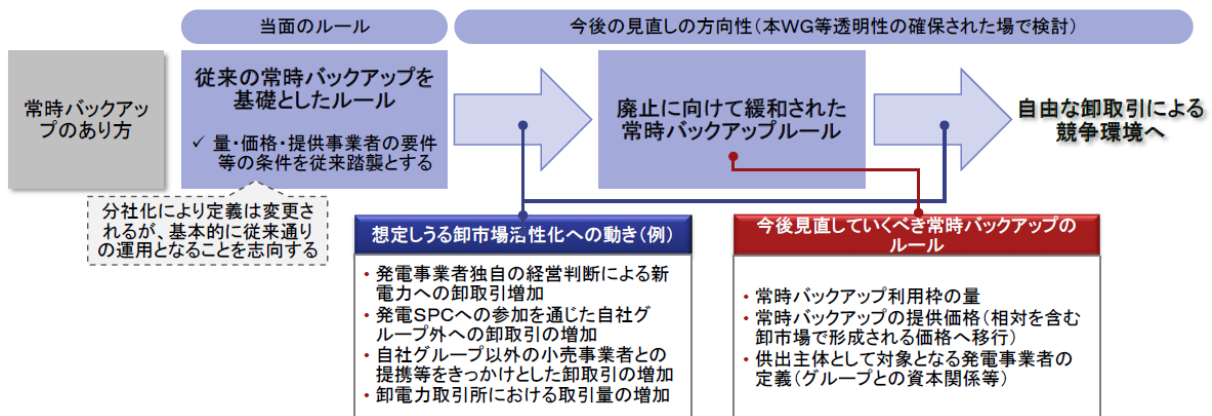 当面のルール
今後の見直しの方向性(本WG等透明性の確保された場で検討)
常時バックアッ
プのあり方
従来の常時バックアップを
基礎としたルール
✓ 量・価格・提供事業者の要件
等の条件を従来踏襲とする
廃止に向けて緩和された
常時バックアップルール
自由な卸取引による
競争環境へ
分社化により定義は変更さ
れるが、基本的に従来通り
の運用となることを志向する
想定しうる卸市場活性化への動き(例)
• 発電事業者独自の経営判断による新
電力への卸取引増加
• 発電SPCへの参加を通じた自社グ
ループ外への卸取引の増加
• 自社グループ以外の小売事業者との
提携等をきっかけとした卸取引の増加
• 卸電力取引所における取引量の増加
今後見直していくべき常時バックアップの
ルール
• 常時バックアップ利用枠の量
• 常時バックアップの提供価格(相対を含む
卸市場で形成される価格へ移行)
• 供出主体として対象となる発電事業者の
定義(グループとの資本関係等)